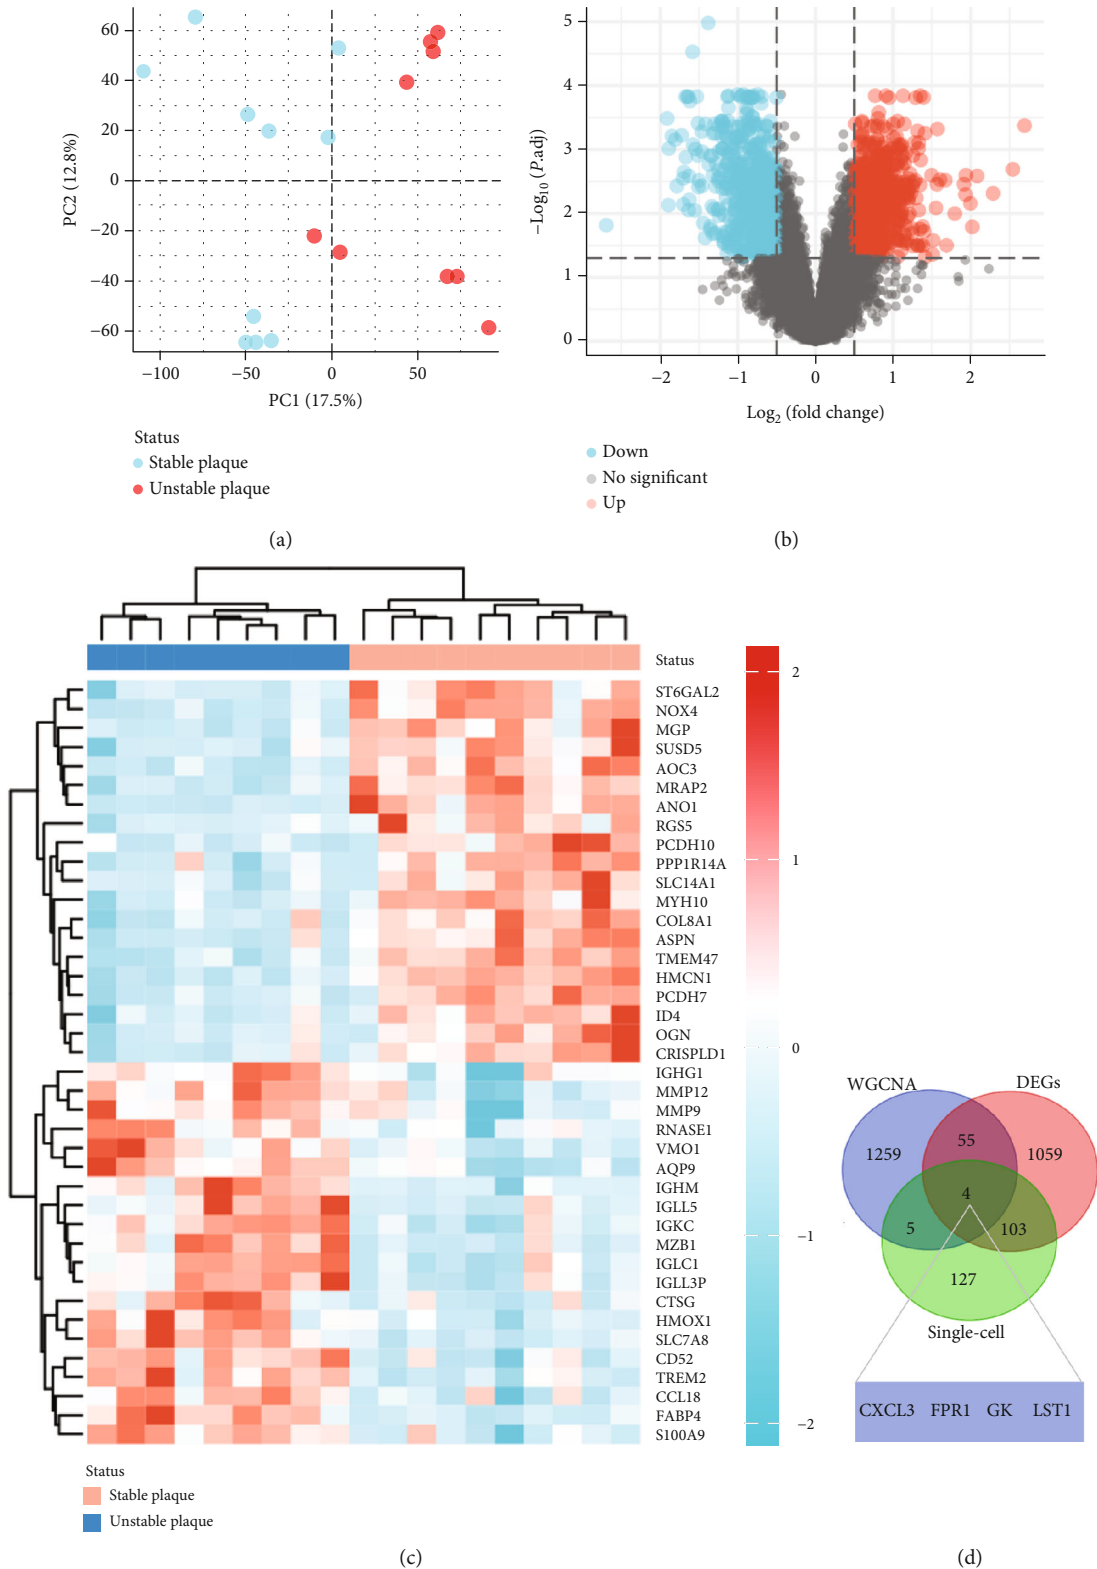 60
40
20
0
−20
−40
−60
PC2 (12.8%)
−100
−50
0
50
PC1 (17.5%)
Status
Stable plaque
Unstable plaque
(a)
5
4
3
2
1
0
−Log10 (P.adj)
−2
−1
0
1
2
Log2 (fold change)
Down
No significant
Up
(b)
Status
ST6GAL2
NOX4
MGP
SUSD5
AOC3
MRAP2
ANO1
RGS5
PCDH10
PPP1R14A
SLC14A1
MYH10
COL8A1
ASPN
TMEM47
HMCN1
PCDH7
ID4
OGN
CRISPLD1
IGHG1
MMP12
MMP9
RNASE1
VMO1
AQP9
IGHM
IGLL5
IGKC
MZB1
IGLC1
IGLL3P
CTSG
HMOX1
SLC7A8
CD52
TREM2
CCL18
FABP4
S100A9
2
1
0
−1
−2
Status
Stable plaque
Unstable plaque
(c)
WGCNA
DEGs
1259
55
1059
4
5
103
127
Single-cell
CXCL3 FPR1 GK LST1
(d)